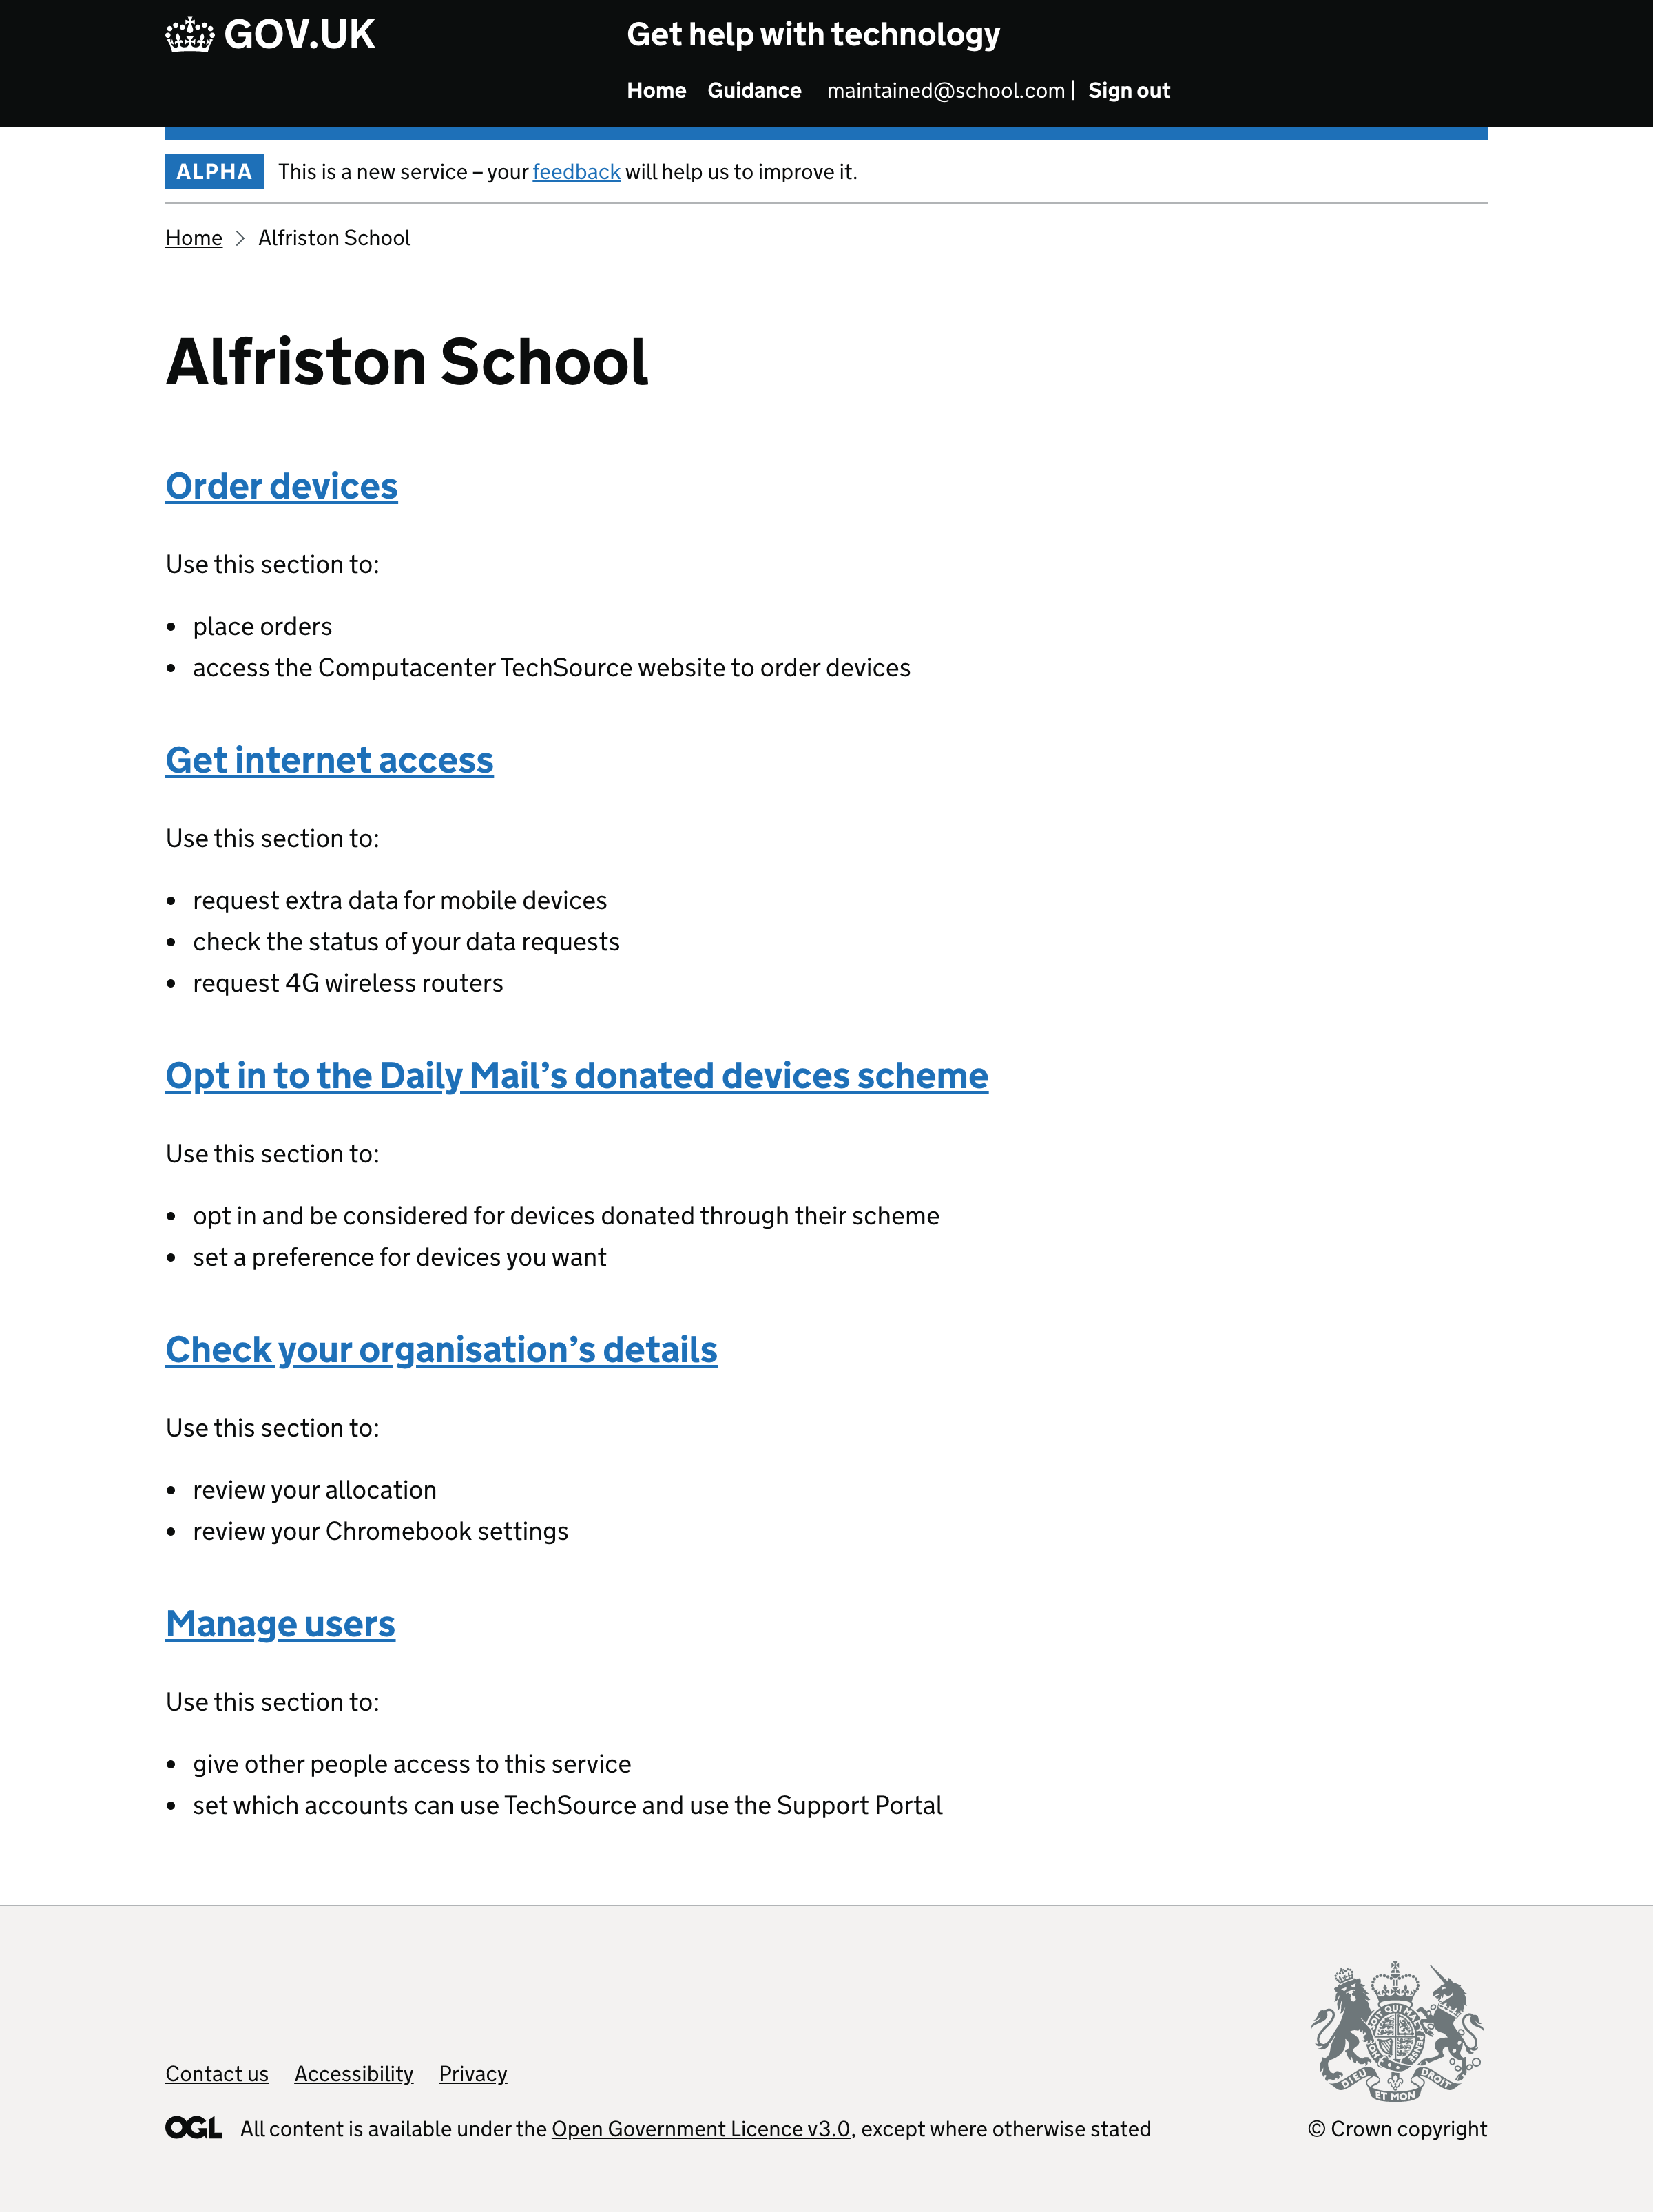 GOV.UK
Get help with technology
Home Guidance maintained@school.com | Sign out
ALPHA This is a new service – your feedback will help us to improve it.
Home > Alfriston School
Alfriston School
Order devices
Use this section to:
• place orders
• access the Computacenter TechSource website to order devices
Get internet access
Use this section to:
• request extra data for mobile devices
• check the status of your data requests
• request 4G wireless routers
Opt in to the Daily Mail’s donated devices scheme
Use this section to:
• opt in and be considered for devices donated through their scheme
• set a preference for devices you want
Check your organisation’s details
Use this section to:
• review your allocation
• review your Chromebook settings
Manage users
Use this section to:
• give other people access to this service
• set which accounts can use TechSource and use the Support Portal
Contact us Accessibility Privacy
DIEU ET MON DROIT
OGL All content is available under the Open Government Licence v3.0, except where otherwise stated
© Crown copyright